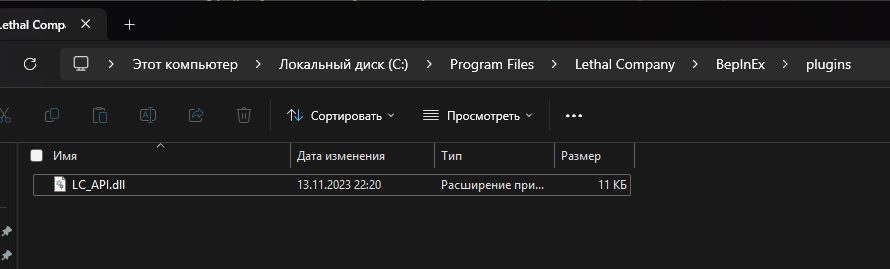 Lethal Comp
Этот компьютер > Локальный диск (C:) > Program Files > Lethal Company > BepInEx > plugins
Сортировать Просмотреть
Имя Дата изменения Тип Размер
LC_API.dll 13.11.2023 22:20 Расширение при... 11 КБ